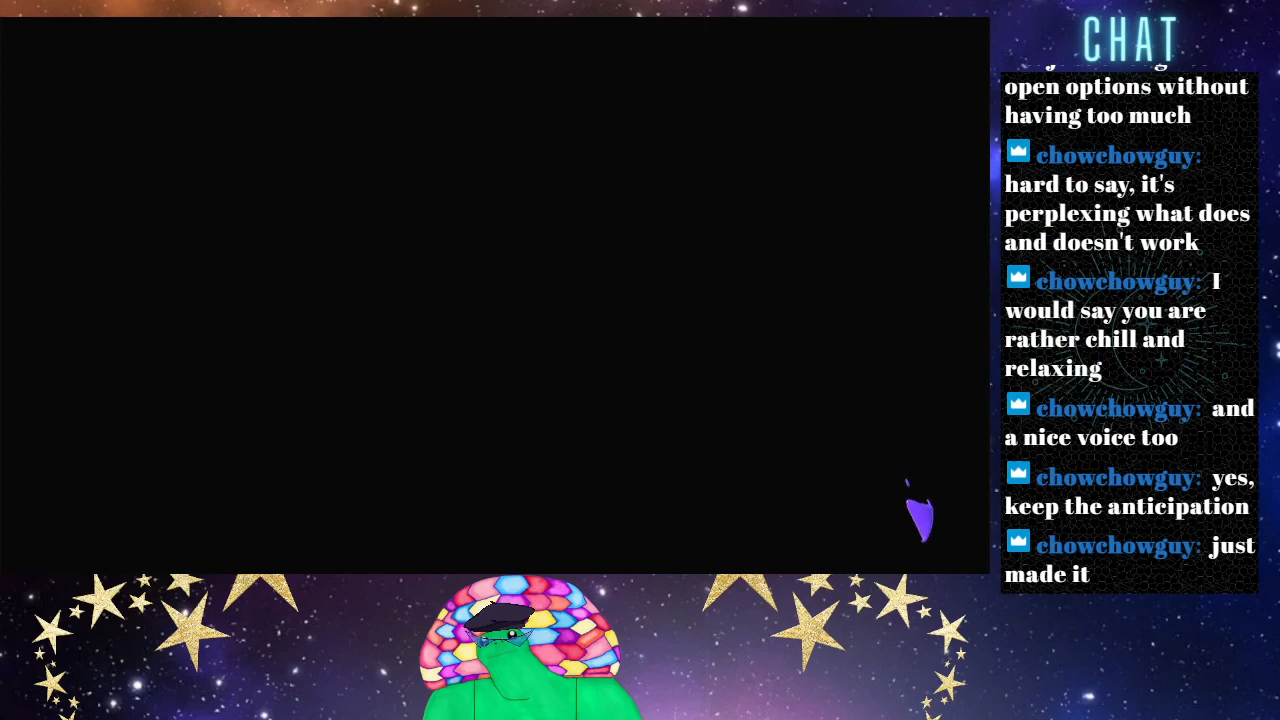 CHAT
open options without
having too much
chowchowguy:
hard to say, it's
perplexing what does
and doesn't work
chowchowguy: I
would say you are
rather chill and
relaxing
chowchowguy: and
a nice voice too
chowchowguy: yes,
keep the anticipation
chowchowguy: just
made it